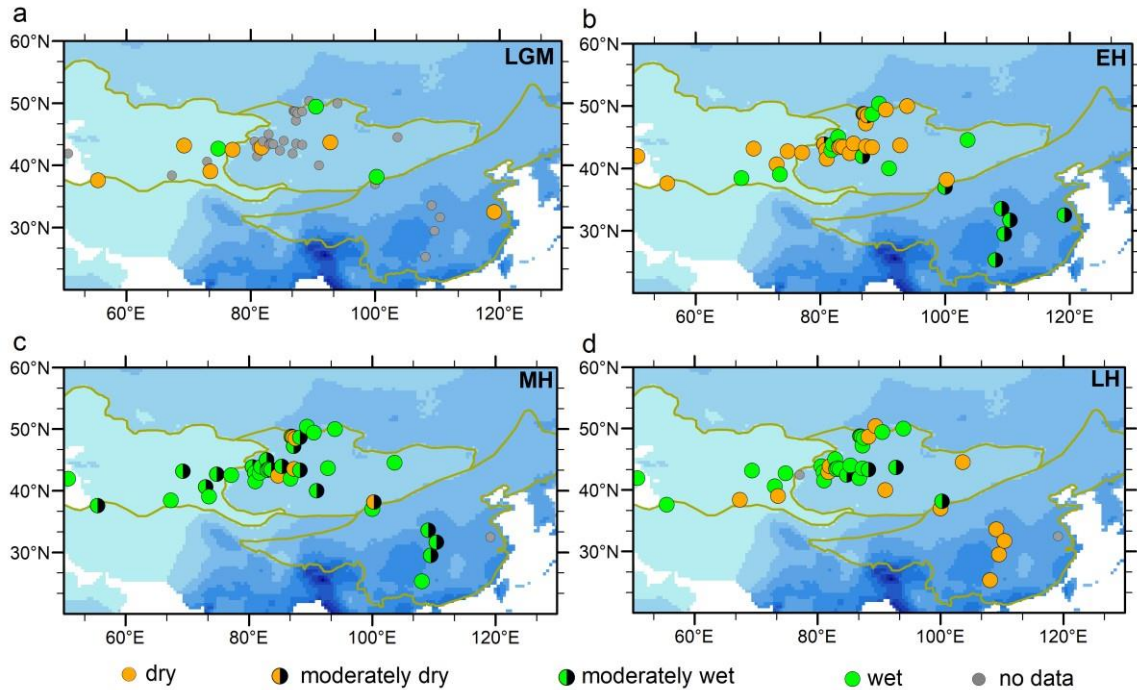 a
b
60°N
50°N
40°N
30°N
LGM
60°E 80°E 100°E 120°E
60°N
50°N
40°N
30°N
EH
60°E 80°E 100°E 120°E
c
d
60°N
50°N
40°N
30°N
MH
60°E 80°E 100°E 120°E
60°N
50°N
40°N
30°N
LH
60°E 80°E 100°E 120°E
dry moderately dry moderately wet wet no data